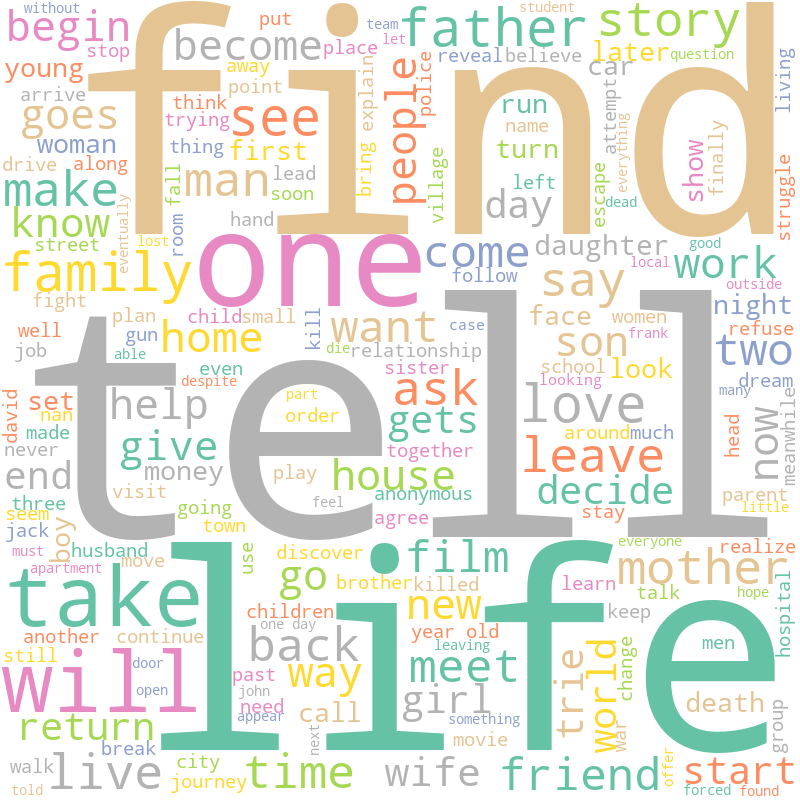 find
tell
life
one
take
will
without
put
team
student
begin
father
story
stop
become
place
let
later
question
young
away
reveal
believe
car
living
arrive
goes
point
explain
police
people
run
attempt
think
see
trying
name
everything
finally
woman
thing
first
turn
show
struggle
drive
along
man
lead
bring
village
left
escape
dead
make
fall
soon
day
know
hand
room
street
eventually
lost
come
daughter
good
work
local
family
follow
say
outside
night
fight
plan
child
small
kill
want
case
face
women
son
frank
refuse
well
gun
home
two
job
able
die
relationship
school
look
dream
even
sister
looking
many
despite
part
ask
love
now
meanwhile
david
set
nan
help
order
gets
around
much
head
never
made
give
together
leave
end
money
play
house
anonymous
decide
parent
three
visit
feel
little
seem
going
town
agree
stay
jack
boy
everyone
realize
must
husband
use
discover
film
mother
apartment
move
go
brother
killed
learn
talk
hope
hospital
children
new
keep
another
continue
one day
year old
leaving
men
still
back
meet
trie
world
change
door
past
way
girl
death
open
john
need
something
return
call
appear
war
group
break
next
movie
walk
live
city
time
wife
friend
offer
start
journey
told
forced
found